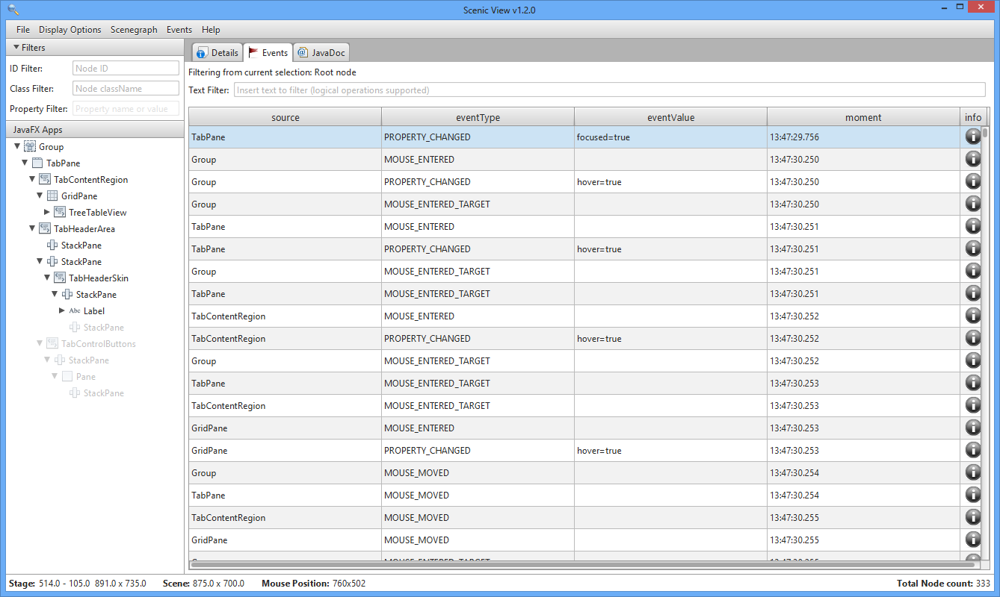 Scenic View v1.2.0
File Display Options Scenegraph Events Help
Filters
ID Filter: Node ID
Class Filter: Node className
Property Filter: Property name or value
JavaFX Apps
Group
TabPane
TabContentRegion
GridPane
TreeTableView
TabHeaderArea
StackPane
StackPane
TabHeaderSkin
StackPane
Abc Label
StackPane
TabControlButtons
StackPane
Pane
StackPane
Details Events JavaDoc
Filtering from current selection: Root node
Text Filter: Insert text to filter (logical operations supported)
source eventType eventValue moment info
TabPane PROPERTY_CHANGED focused=true 13:47:29.756
Group MOUSE_ENTERED 13:47:30.250
Group PROPERTY_CHANGED hover=true 13:47:30.250
Group MOUSE_ENTERED_TARGET 13:47:30.250
TabPane MOUSE_ENTERED 13:47:30.251
TabPane PROPERTY_CHANGED hover=true 13:47:30.251
Group MOUSE_ENTERED_TARGET 13:47:30.251
TabPane MOUSE_ENTERED_TARGET 13:47:30.251
TabContentRegion MOUSE_ENTERED 13:47:30.252
TabContentRegion PROPERTY_CHANGED hover=true 13:47:30.252
Group MOUSE_ENTERED_TARGET 13:47:30.252
TabPane MOUSE_ENTERED_TARGET 13:47:30.253
TabContentRegion MOUSE_ENTERED_TARGET 13:47:30.253
GridPane MOUSE_ENTERED 13:47:30.253
GridPane PROPERTY_CHANGED hover=true 13:47:30.253
Group MOUSE_MOVED 13:47:30.254
TabPane MOUSE_MOVED 13:47:30.254
TabContentRegion MOUSE_MOVED 13:47:30.255
GridPane MOUSE_MOVED 13:47:30.255
MOUSE_ENTERED_TARGET 13:47:30.255
Stage: 514.0 - 105.0 891.0 x 735.0 Scene: 875.0 x 700.0 Mouse Position: 760x502 Total Node count: 333